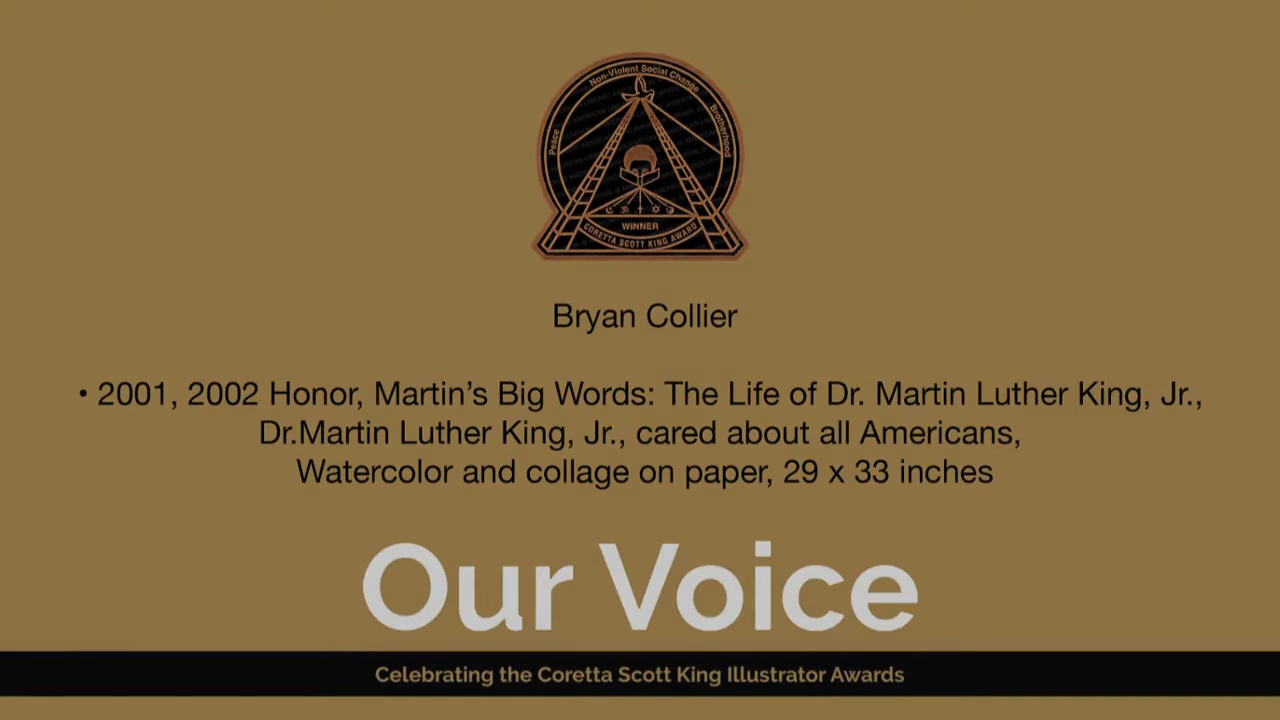 Non-Violent Social Change
Peace
Brotherhood
WINNER
CORETTA SCOTT KING AWARD
Bryan Collier
• 2001, 2002 Honor, Martin’s Big Words: The Life of Dr. Martin Luther King, Jr.,
Dr.Martin Luther King, Jr., cared about all Americans,
Watercolor and collage on paper, 29 x 33 inches
Our Voice
Celebrating the Coretta Scott King Illustrator Awards